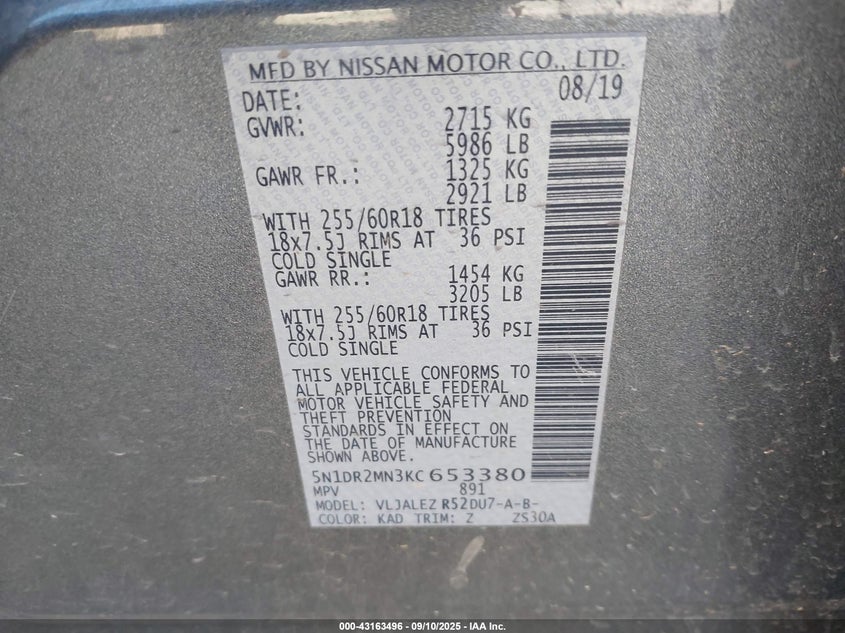 MFD BY NISSAN MOTOR CO., LTD.
DATE: 08/19
GVWR: 2715 KG
5986 LB
GAWR FR.: 1325 KG
2921 LB
WITH 255/60R18 TIRES
18x7.5J RIMS AT 36 PSI
COLD SINGLE
GAWR RR.: 1454 KG
3205 LB
WITH 255/60R18 TIRES
18x7.5J RIMS AT 36 PSI
COLD SINGLE
THIS VEHICLE CONFORMS TO
ALL APPLICABLE FEDERAL
MOTOR VEHICLE SAFETY AND
THEFT PREVENTION
STANDARDS IN EFFECT ON
THE DATE OF MANUFACTURE
SHOWN ABOVE.
5N1DR2MN3KC653380
MPV 891
MODEL: VLJALEZ R52DU7-A-B-
COLOR: KAD TRIM: Z ZS30A
000-43163496 - 09/10/2025 - IAA Inc.